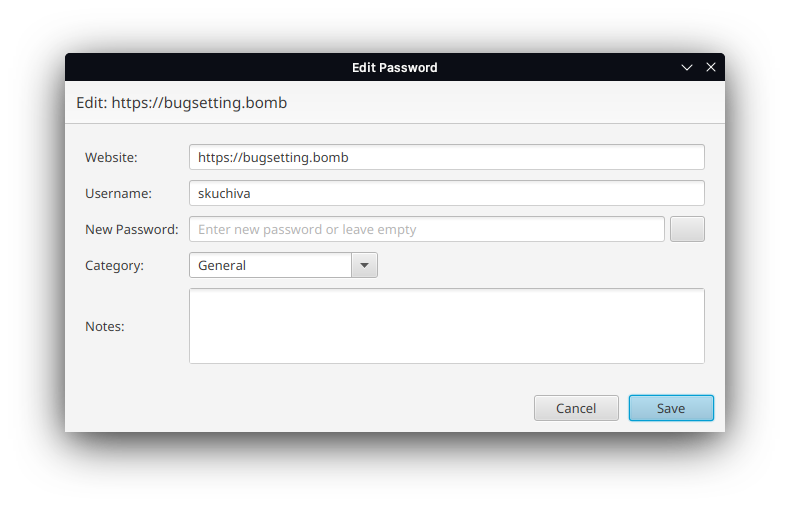 Edit Password
Edit: https://bugsetting.bomb
Website: https://bugsetting.bomb
Username: skuchiva
New Password: Enter new password or leave empty
Category: General
Notes:
Cancel Save